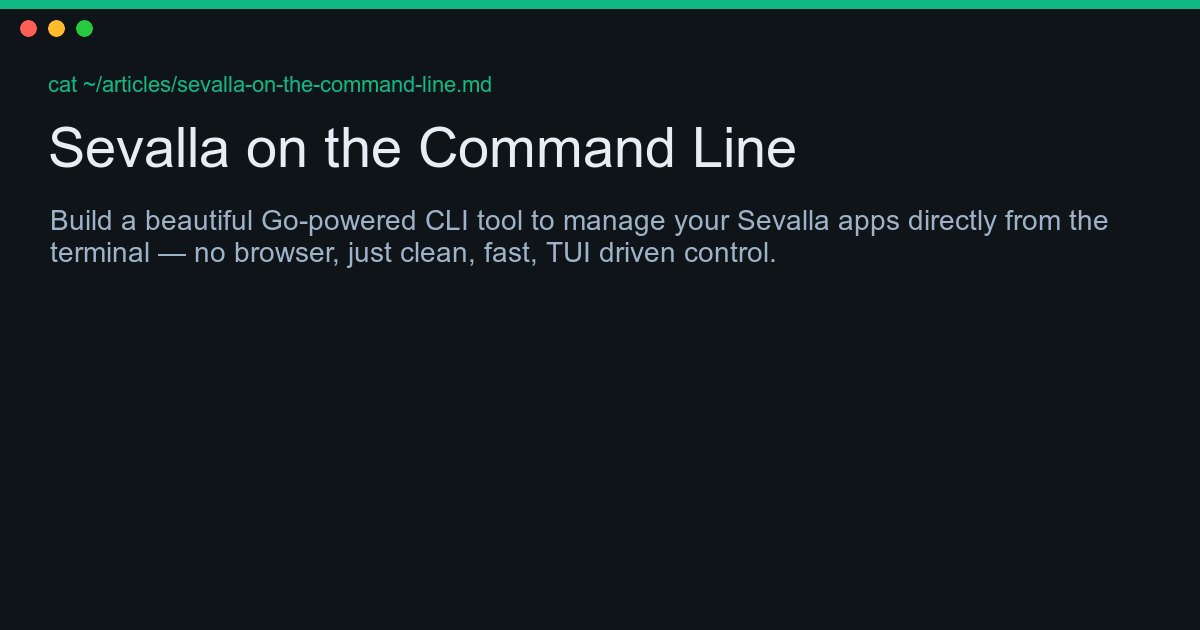 cat ~/articles/sevalla-on-the-command-line.md
Sevalla on the Command Line
Build a beautiful Go-powered CLI tool to manage your Sevalla apps directly from the
terminal — no browser, just clean, fast, TUI driven control.